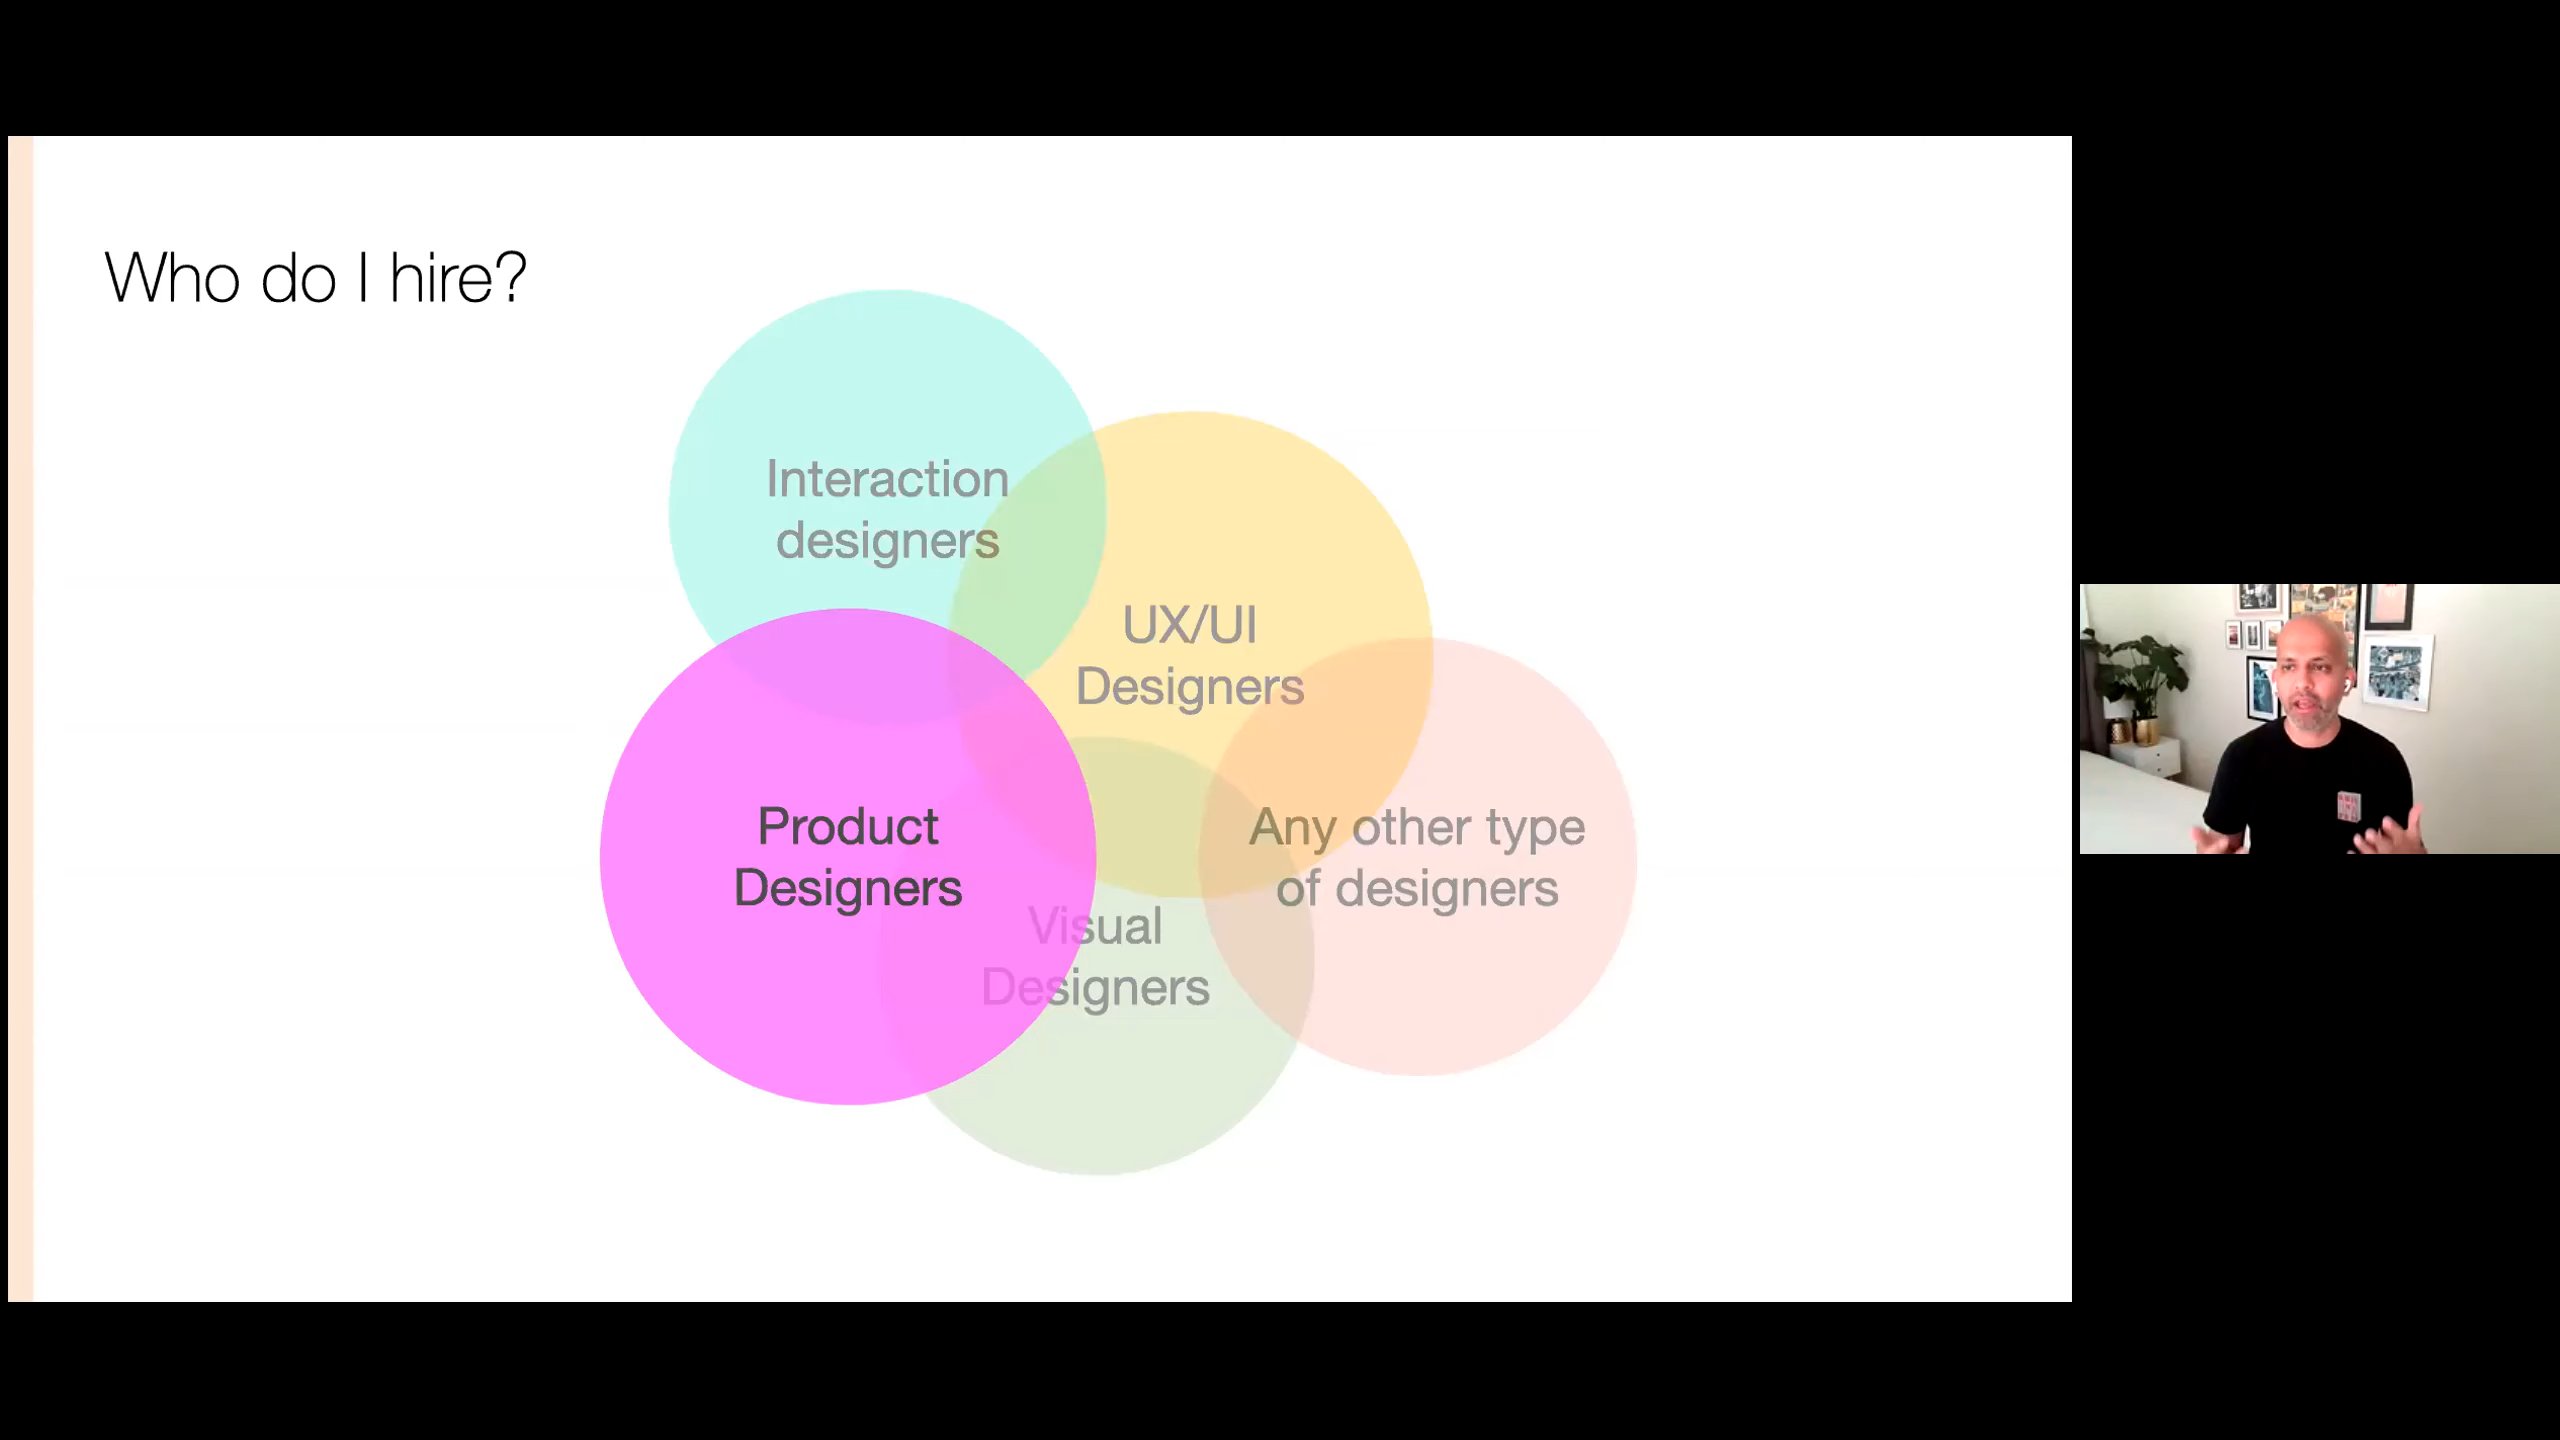 Who do I hire?
Interaction
designers
UX/UI
Designers
Product
Designers
Any other type
of designers
Visual
Designers